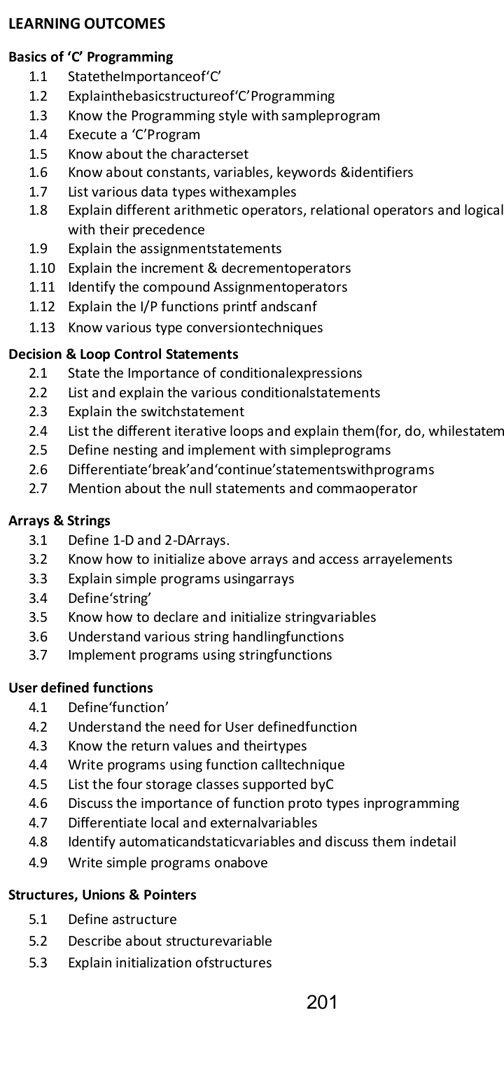 LEARNING OUTCOMES
Basics of ‘C’ Programming
1.1 StatetheImportanceof‘C’
1.2 Explainthebasicstructureof‘C’Programming
1.3 Know the Programming style with sampleprogram
1.4 Execute a ‘C’Program
1.5 Know about the characterset
1.6 Know about constants, variables, keywords &identifiers
1.7 List various data types withexamples
1.8 Explain different arithmetic operators, relational operators and logical
with their precedence
1.9 Explain the assignmentstatements
1.10 Explain the increment & decrementoperators
1.11 Identify the compound Assignmentoperators
1.12 Explain the I/P functions printf andscanf
1.13 Know various type conversiontechniques
Decision & Loop Control Statements
2.1 State the Importance of conditionalexpressions
2.2 List and explain the various conditionalstatements
2.3 Explain the switchstatement
2.4 List the different iterative loops and explain them(for, do, whilestatem
2.5 Define nesting and implement with simpleprograms
2.6 Differentiate‘break’and‘continue’statementswithprograms
2.7 Mention about the null statements and commaoperator
Arrays & Strings
3.1 Define 1-D and 2-DArrays.
3.2 Know how to initialize above arrays and access arrayelements
3.3 Explain simple programs usingarrays
3.4 Define‘string’
3.5 Know how to declare and initialize stringvariables
3.6 Understand various string handlingfunctions
3.7 Implement programs using stringfunctions
User defined functions
4.1 Define‘function’
4.2 Understand the need for User definedfunction
4.3 Know the return values and theirtypes
4.4 Write programs using function calltechnique
4.5 List the four storage classes supported byC
4.6 Discuss the importance of function proto types inprogramming
4.7 Differentiate local and externalvariables
4.8 Identify automaticandstaticvariables and discuss them indetail
4.9 Write simple programs onabove
Structures, Unions & Pointers
5.1 Define astructure
5.2 Describe about structurevariable
5.3 Explain initialization ofstructures
201